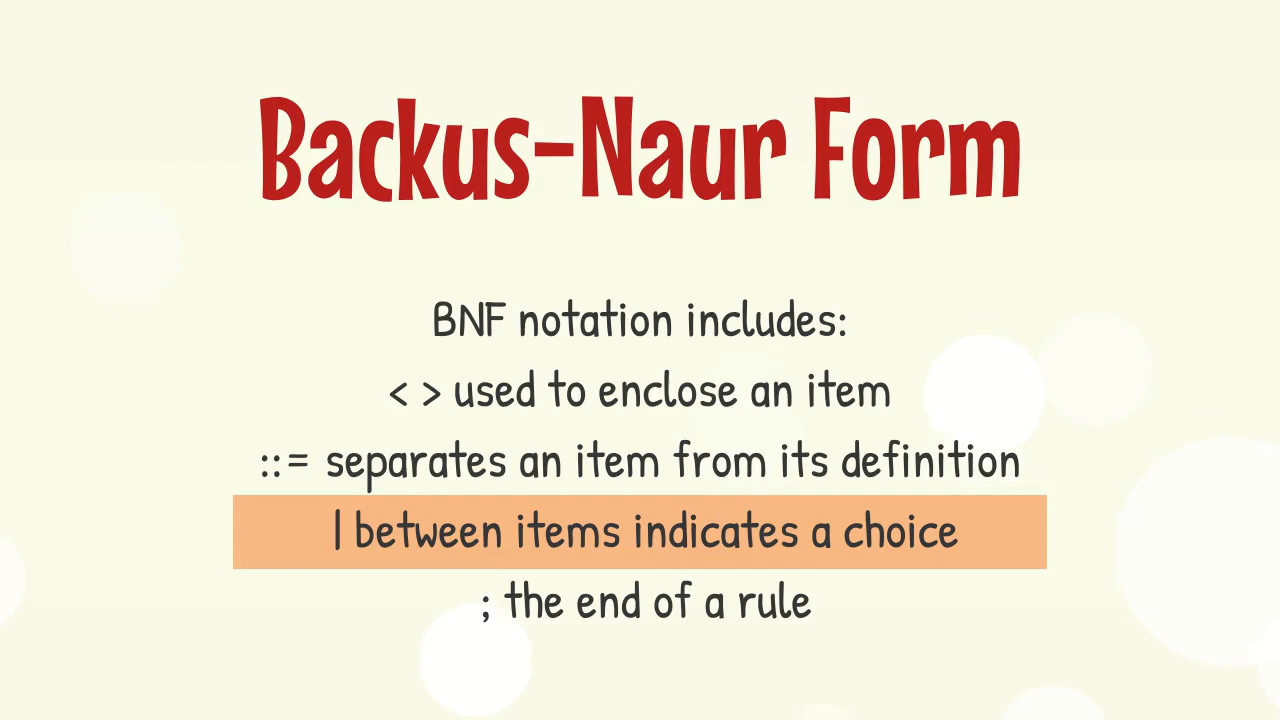 Backus-Naur Form
BNF notation includes:
< > used to enclose an item
::= separates an item from its definition
| between items indicates a choice
; the end of a rule